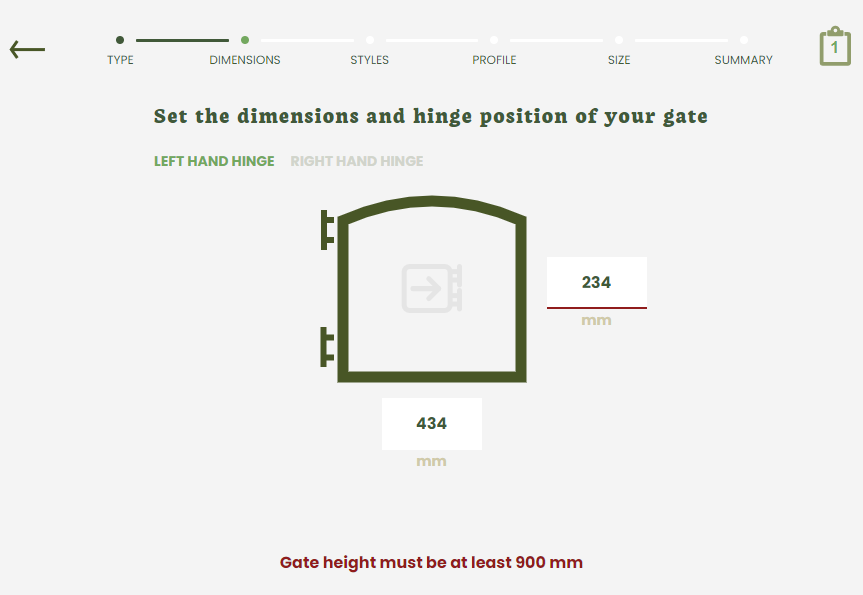 1
TYPE DIMENSIONS STYLES PROFILE SIZE SUMMARY
Set the dimensions and hinge position of your gate
LEFT HAND HINGE RIGHT HAND HINGE
234
mm
434
mm
Gate height must be at least 900 mm